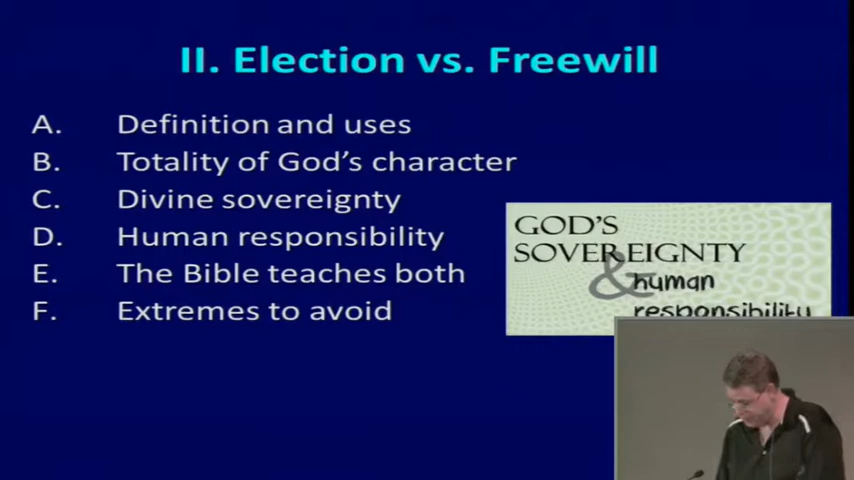 II. Election vs. Freewill
A. Definition and uses
B. Totality of God's character
C. Divine sovereignty
D. Human responsibility
E. The Bible teaches both
F. Extremes to avoid
GOD'S
SOVEREIGNTY
&
human
responsibility